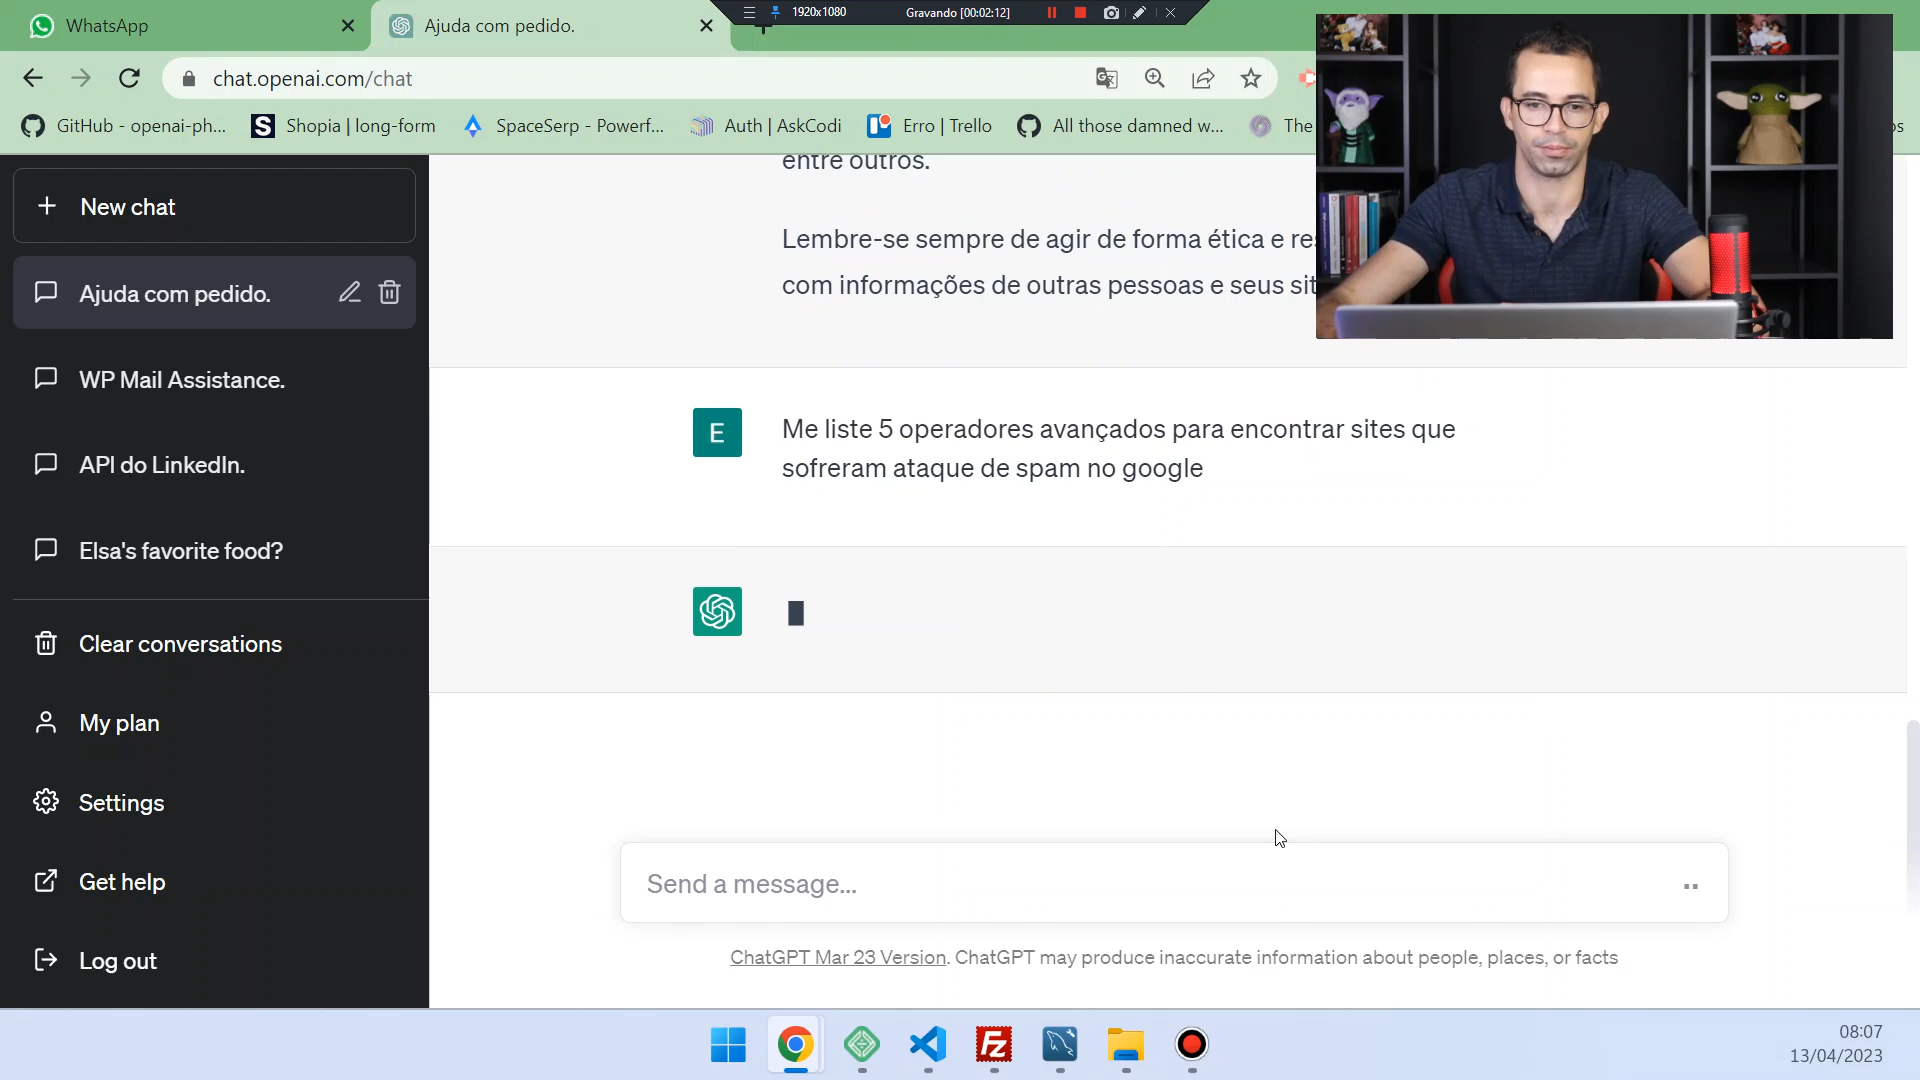 WhatsApp
Ajuda com pedido.
1920x1080
Gravando [00:02:12]
chat.openai.com/chat
GitHub - openai-ph...
S
Shopia | long-form
SpaceSerp - Powerf...
Auth | AskCodi
Erro | Trello
All those damned w...
The
os
New chat
entre outros.
Lembre-se sempre de agir de forma ética e re
com informações de outras pessoas e seus sit
Ajuda com pedido.
WP Mail Assistance.
API do LinkedIn.
Elsa's favorite food?
E
Me liste 5 operadores avançados para encontrar sites que
sofreram ataque de spam no google
Clear conversations
My plan
Settings
Get help
Log out
Send a message...
ChatGPT Mar 23 Version. ChatGPT may produce inaccurate information about people, places, or facts
Fz
08:07
13/04/2023